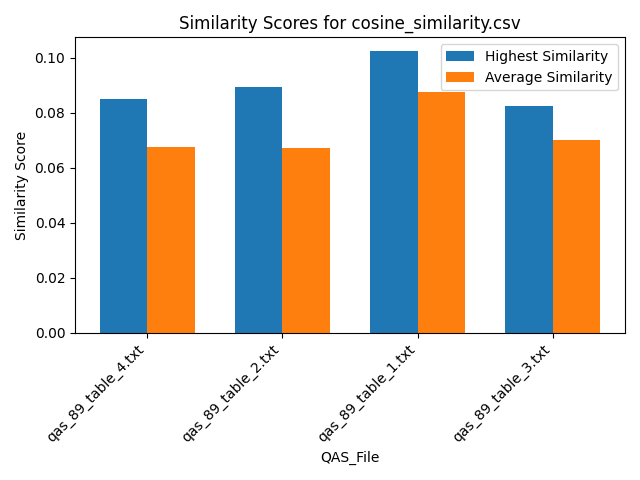 Similarity Scores for cosine_similarity.csv
Highest Similarity
Average Similarity
Similarity Score
0.10
0.08
0.06
0.04
0.02
0.00
qas_89_table_4.txt
qas_89_table_2.txt
qas_89_table_1.txt
qas_89_table_3.txt
QAS_File